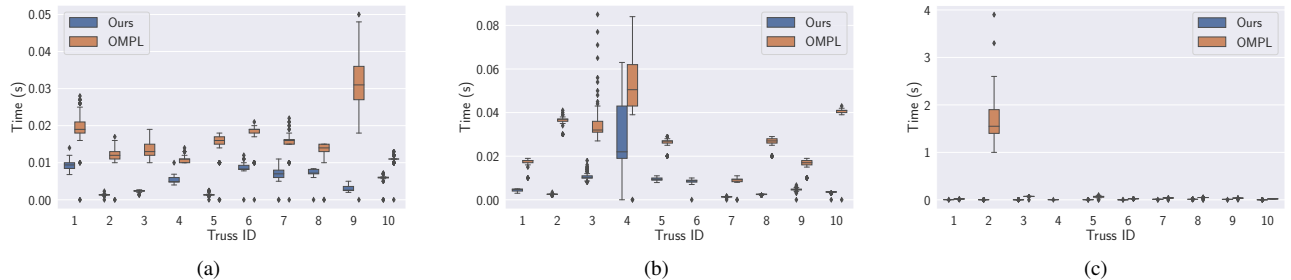 Ours
OMPL
Time (s)
0.05
0.04
0.03
0.02
0.01
0.00
1 2 3 4 5 6 7 8 9 10
Truss ID
(a)
Ours
OMPL
Time (s)
0.08
0.06
0.04
0.02
0.00
1 2 3 4 5 6 7 8 9 10
Truss ID
(b)
Ours
OMPL
Time (s)
4
3
2
1
0
1 2 3 4 5 6 7 8 9 10
Truss ID
(c)